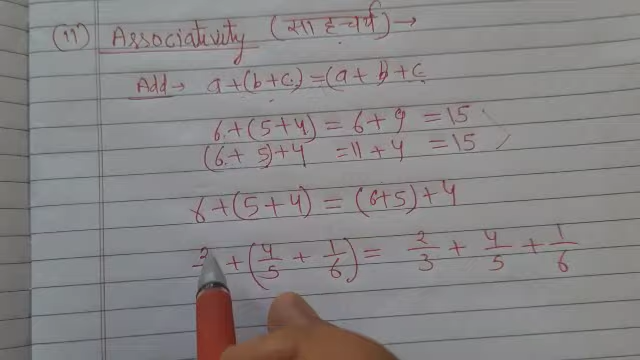 (11) Associativity (साहचर्य) →
Add → a+(b+c)=(a+b)+c
6+(5+4) = 6+9 = 15
(6+5)+4 = 11+4 = 15
6+(5+4) = (6+5)+4
2/ +(4/5 + 1/6) = 2/3 + 4/5 + 1/6